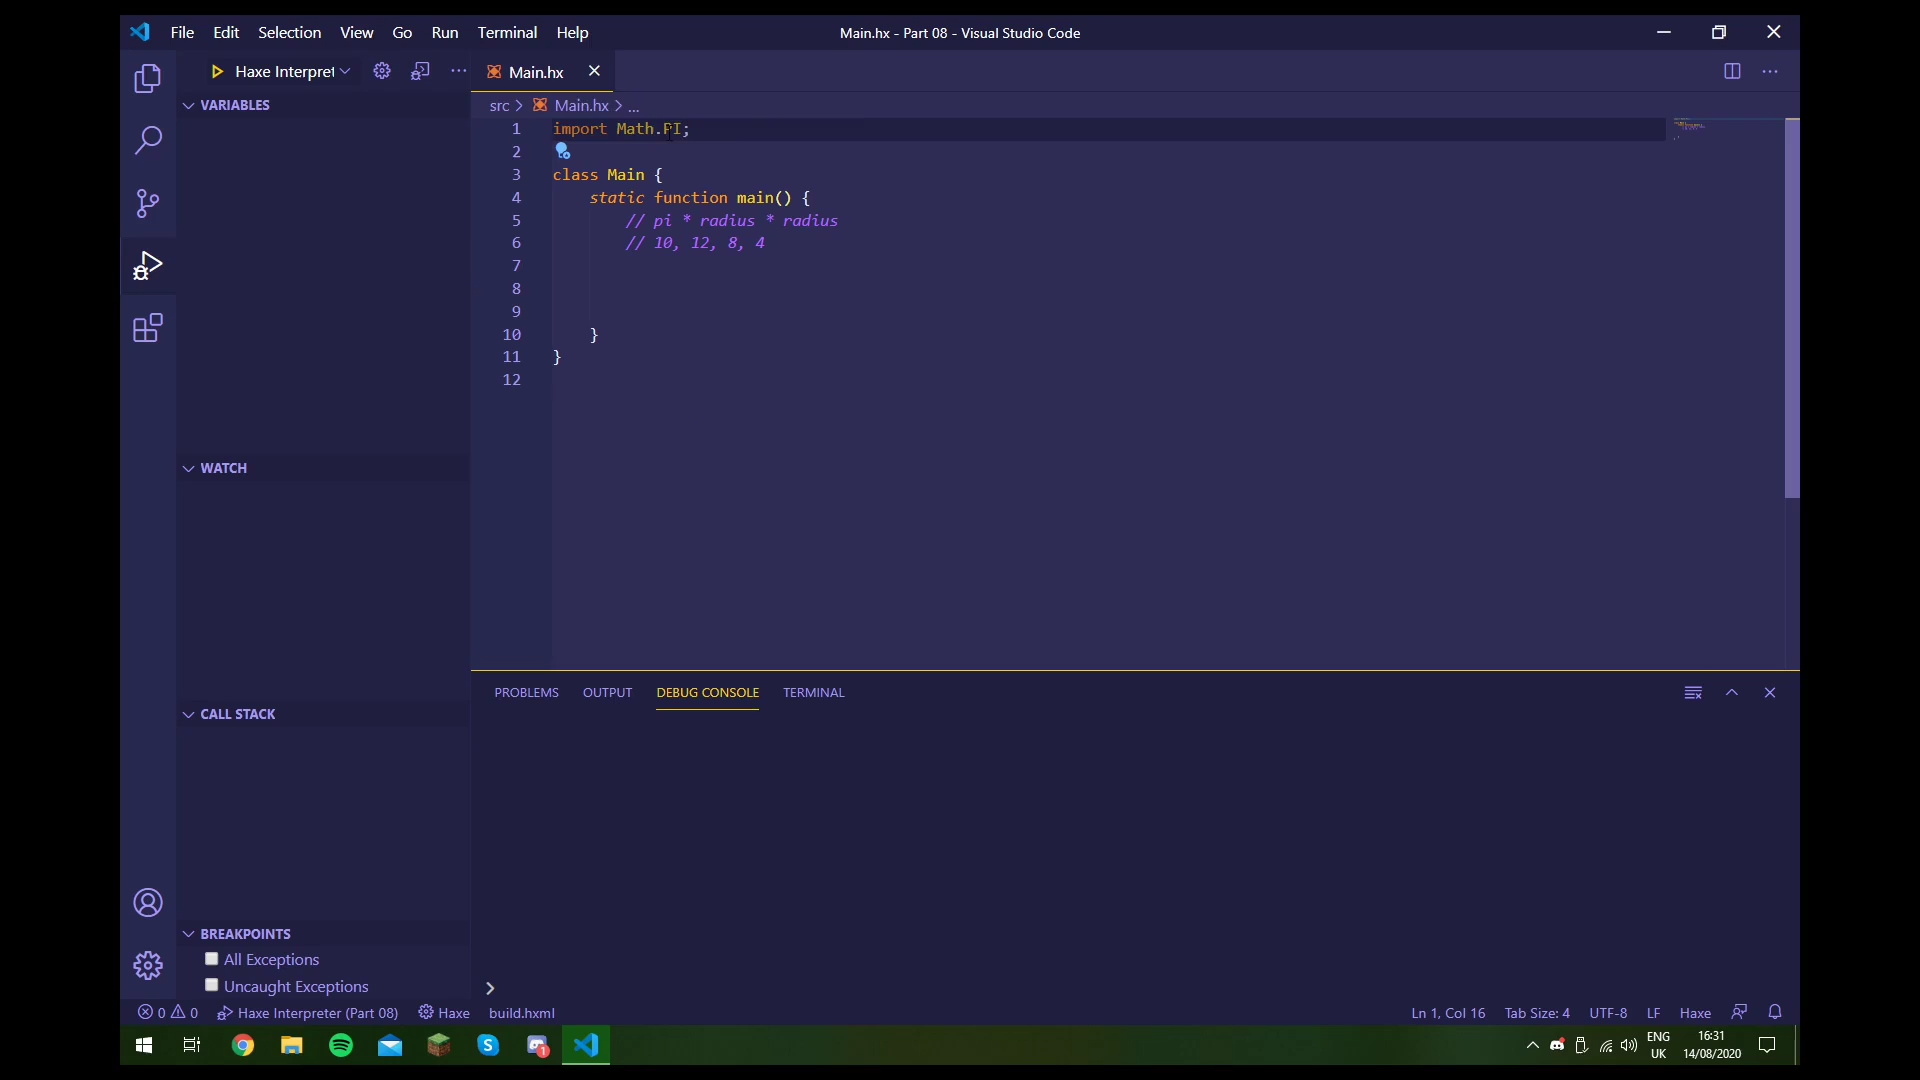 File Edit Selection View Go Run Terminal Help
Main.hx - Part 08 - Visual Studio Code
Haxe Interpret
Main.hx
VARIABLES
src > Main.hx > ...
1 import Math.PI;
2
3 class Main {
4 static function main() {
5 // pi * radius * radius
6 // 10, 12, 8, 4
7
8
9
10 }
11 }
12
WATCH
CALL STACK
BREAKPOINTS
All Exceptions
Uncaught Exceptions
PROBLEMS OUTPUT DEBUG CONSOLE TERMINAL
0 0 Haxe Interpreter (Part 08) Haxe build.hxml
Ln 1, Col 16 Tab Size: 4 UTF-8 LF Haxe
1
ENG
UK
16:31
14/08/2020